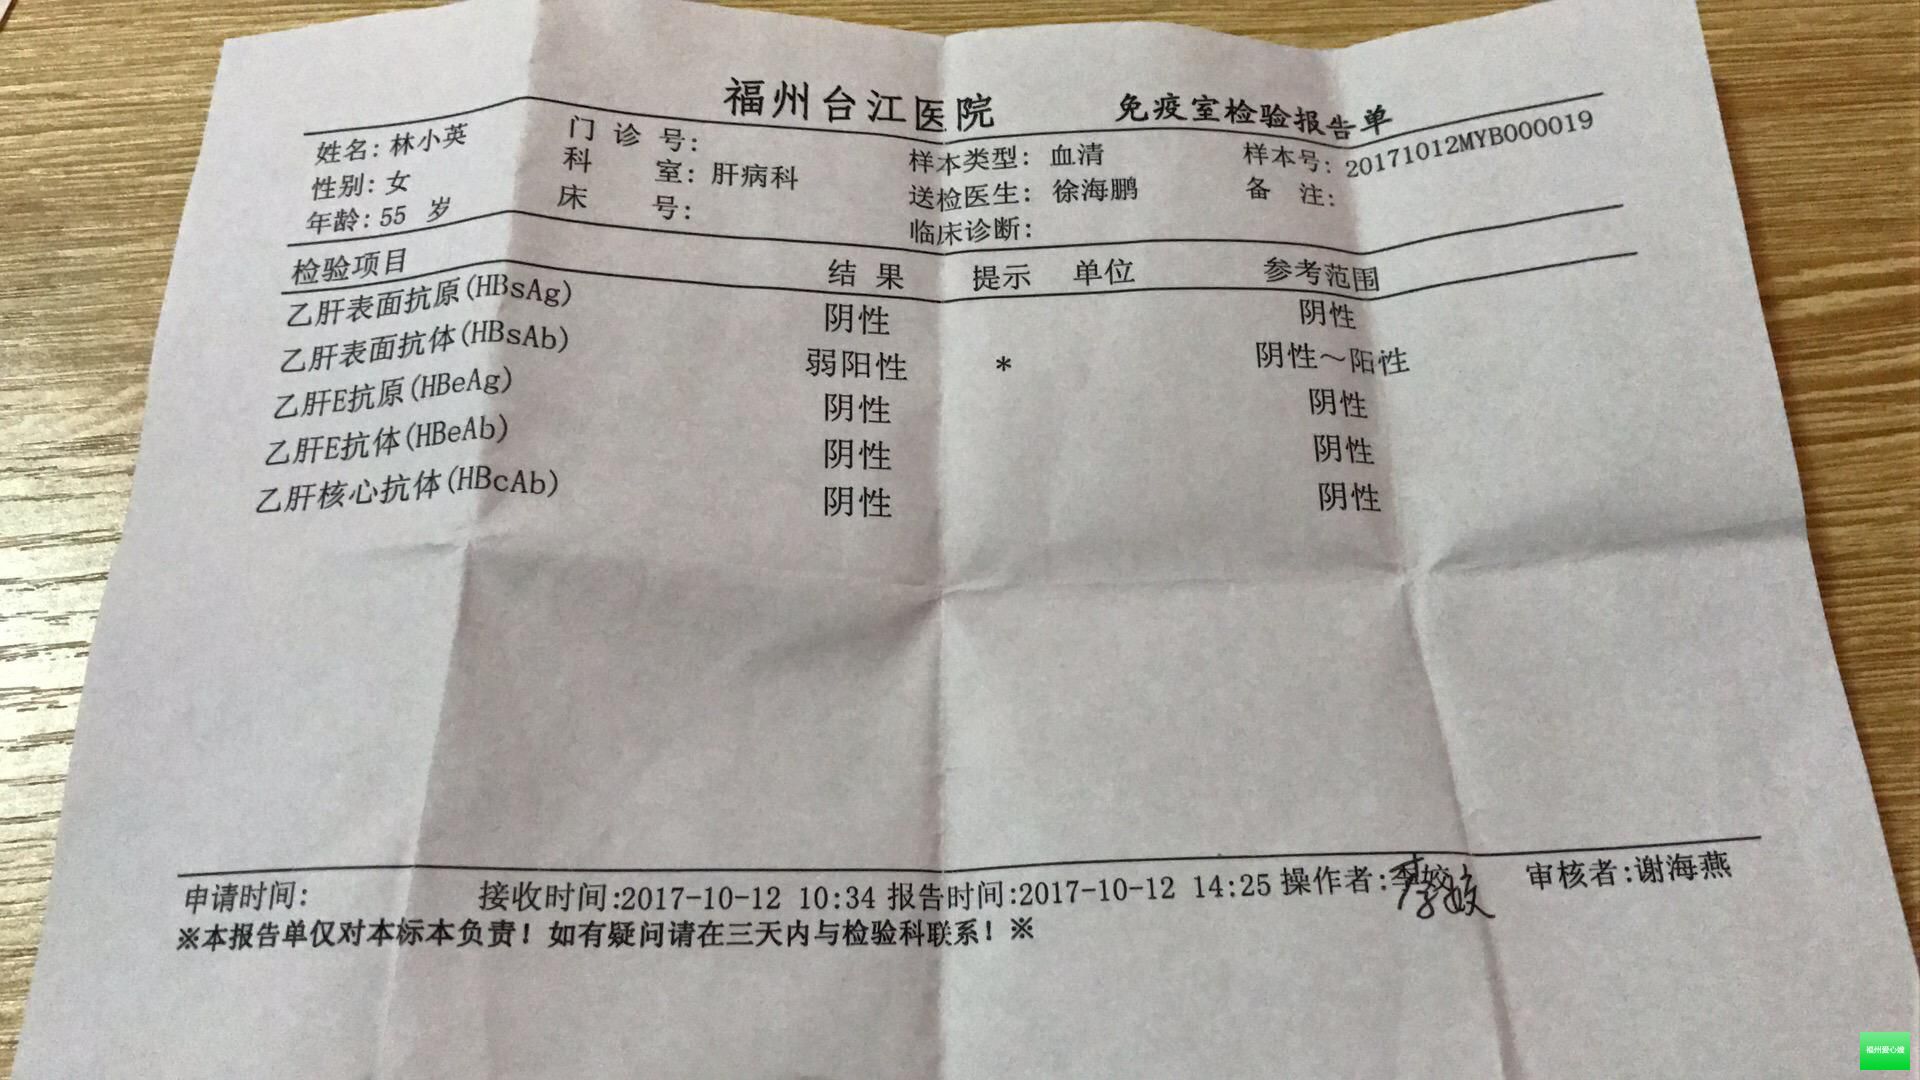 福州台江医院 免疫室检验报告单
姓名: 林小英 门诊号: 样本类型: 血清 样本号: 20171012MYB000019
性别: 女 科室: 肝病科 送检医生: 徐海鹏 备注:
年龄: 55 岁 床号: 临床诊断:
检验项目 结果 提示 单位 参考范围
乙肝表面抗原(HBsAg) 阴性 阴性
乙肝表面抗体(HBsAb) 弱阳性 * 阴性～阳性
乙肝E抗原(HBeAg) 阴性 阴性
乙肝E抗体(HBeAb) 阴性 阴性
乙肝核心抗体(HBcAb) 阴性 阴性
申请时间: 接收时间:2017-10-12 10:34 报告时间:2017-10-12 14:25 操作者:李姣 李姣 审核者:谢海燕
※本报告单仅对本标本负责！如有疑问请在三天内与检验科联系！※
福州爱心嫂